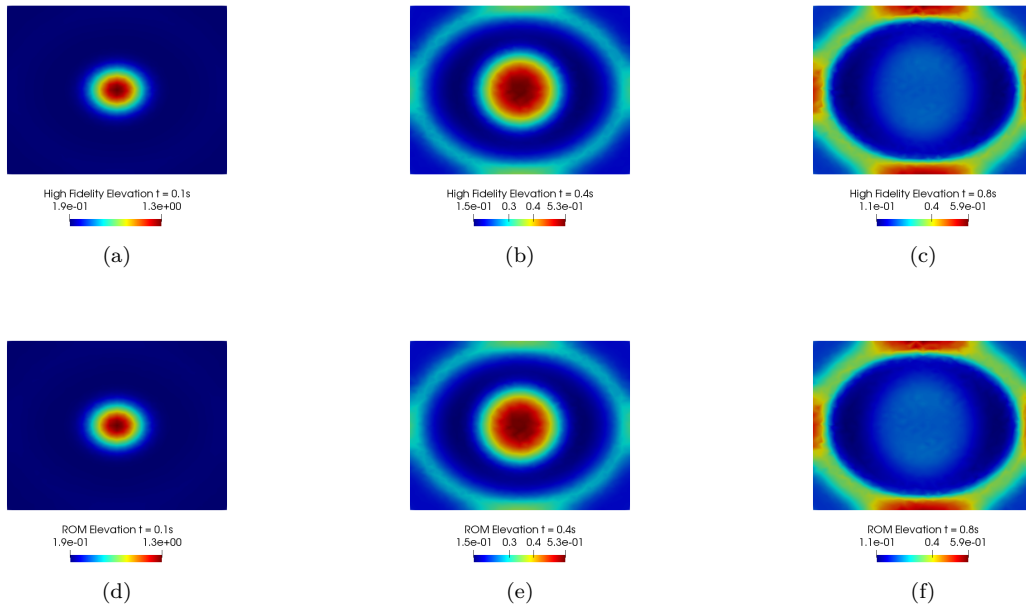 High Fidelity Elevation t = 0.1s
1.9e-01 1.3e+00
(a)
High Fidelity Elevation t = 0.4s
1.5e-01 0.3 0.4 5.3e-01
(b)
High Fidelity Elevation t = 0.8s
1.1e-01 0.4 5.9e-01
(c)
ROM Elevation t = 0.1s
1.9e-01 1.3e+00
(d)
ROM Elevation t = 0.4s
1.5e-01 0.3 0.4 5.3e-01
(e)
ROM Elevation t = 0.8s
1.1e-01 0.4 5.9e-01
(f)